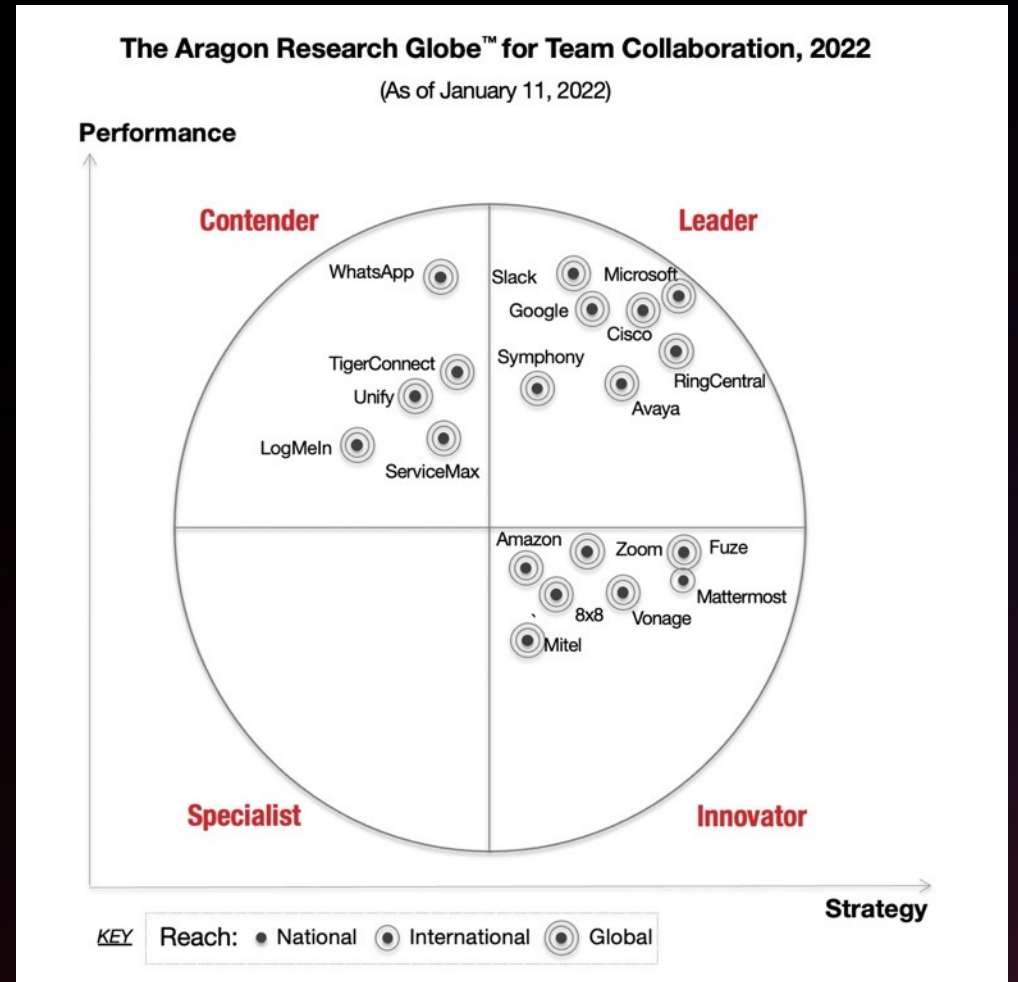 The Aragon Research Globe™ for Team Collaboration, 2022
(As of January 11, 2022)
Performance
Contender
Leader
WhatsApp
Slack
Microsoft
Google
Cisco
TigerConnect
Symphony
RingCentral
Unify
Avaya
LogMeIn
ServiceMax
Amazon
Zoom
Fuze
Mattermost
8x8
Vonage
Mitel
Specialist
Innovator
Strategy
KEY Reach: National International Global